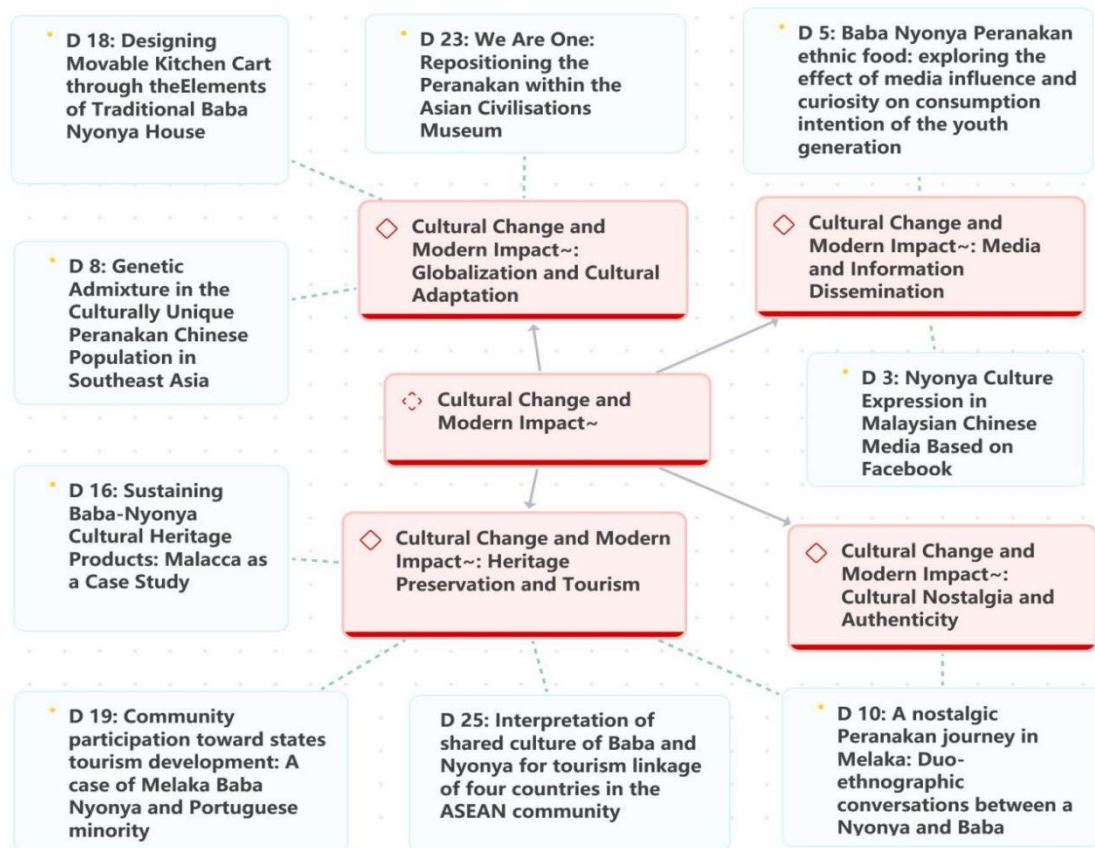 D 18: Designing
Movable Kitchen Cart
through theElements
of Traditional Baba
Nyonya House
D 23: We Are One:
Repositioning the
Peranakan within the
Asian Civilisations
Museum
D 5: Baba Nyonya Peranakan
ethnic food: exploring the
effect of media influence and
curiosity on consumption
intention of the youth
generation
Cultural Change and
Modern Impact~:
Globalization and Cultural
Adaptation
Cultural Change and
Modern Impact~: Media
and Information
Dissemination
D 8: Genetic
Admixture in the
Culturally Unique
Peranakan Chinese
Population in
Southeast Asia
Cultural Change and
Modern Impact~
D 3: Nyonya Culture
Expression in
Malaysian Chinese
Media Based on
Facebook
D 16: Sustaining
Baba-Nyonya
Cultural Heritage
Products: Malacca as
a Case Study
Cultural Change and Modern
Impact~: Heritage
Preservation and Tourism
Cultural Change and
Modern Impact~:
Cultural Nostalgia and
Authenticity
D 19: Community
participation toward states
tourism development: A
case of Melaka Baba
Nyonya and Portuguese
minority
D 25: Interpretation of
shared culture of Baba and
Nyonya for tourism linkage
of four countries in the
ASEAN community
D 10: A nostalgic
Peranakan journey in
Melaka: Duo-
ethnographic
conversations between a
Nyonya and Baba